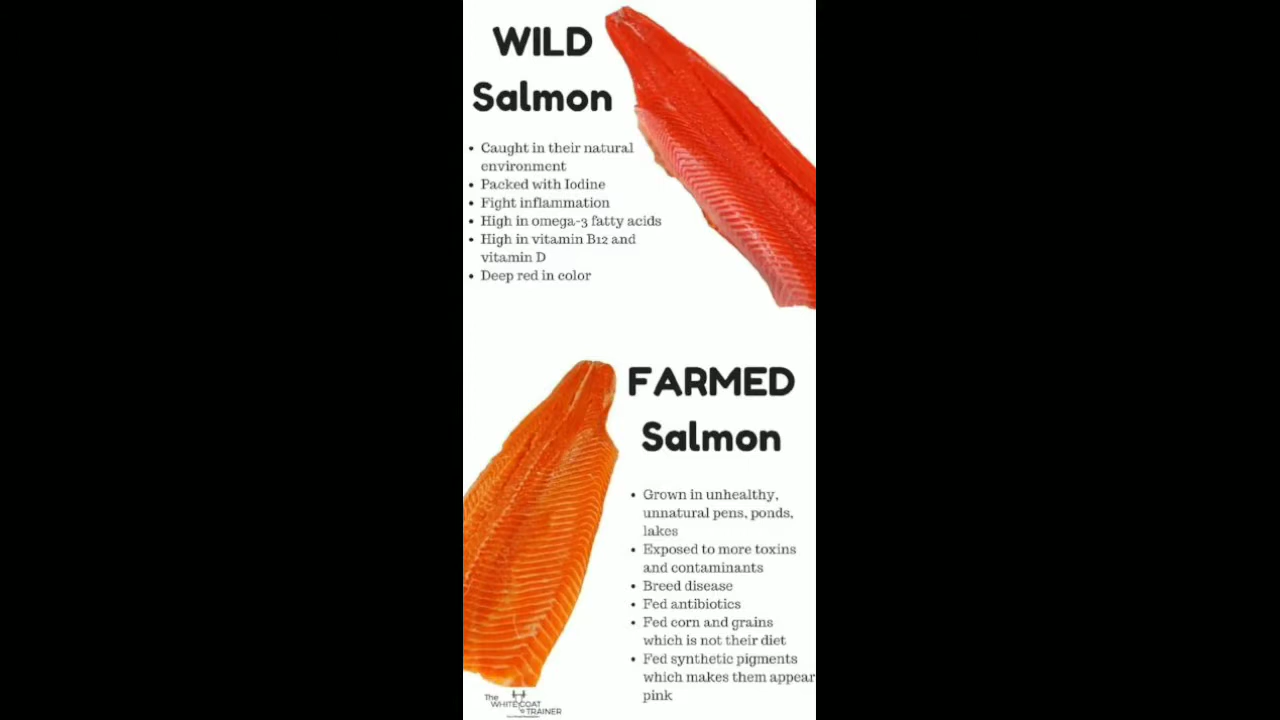 WILD
Salmon
• Caught in their natural
environment
• Packed with Iodine
• Fight inflammation
• High in omega-3 fatty acids
• High in vitamin B12 and
vitamin D
• Deep red in color
FARMED
Salmon
• Grown in unhealthy,
unnatural pens, ponds,
lakes
• Exposed to more toxins
and contaminants
• Breed disease
• Fed antibiotics
• Fed corn and grains
which is not their diet
• Fed synthetic pigments
which makes them appear
pink
The
WHITE COAT
TRAINER